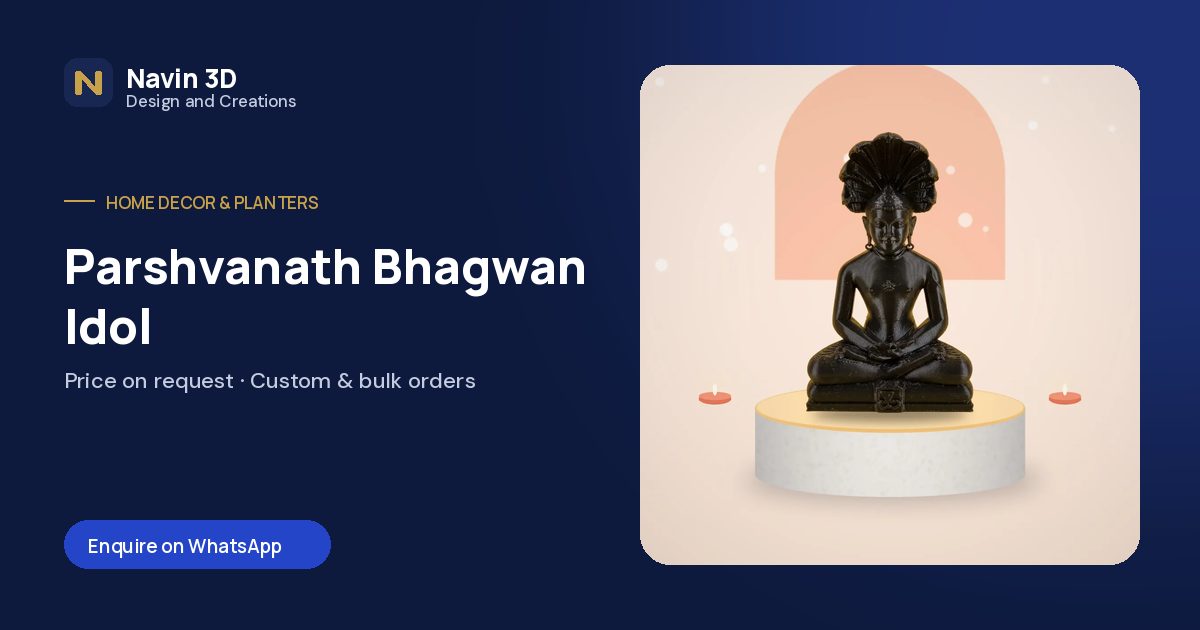 N
Navin 3D
Design and Creations
HOME DECOR & PLANTERS
Parshvanath Bhagwan
Idol
Price on request · Custom & bulk orders
Enquire on WhatsApp